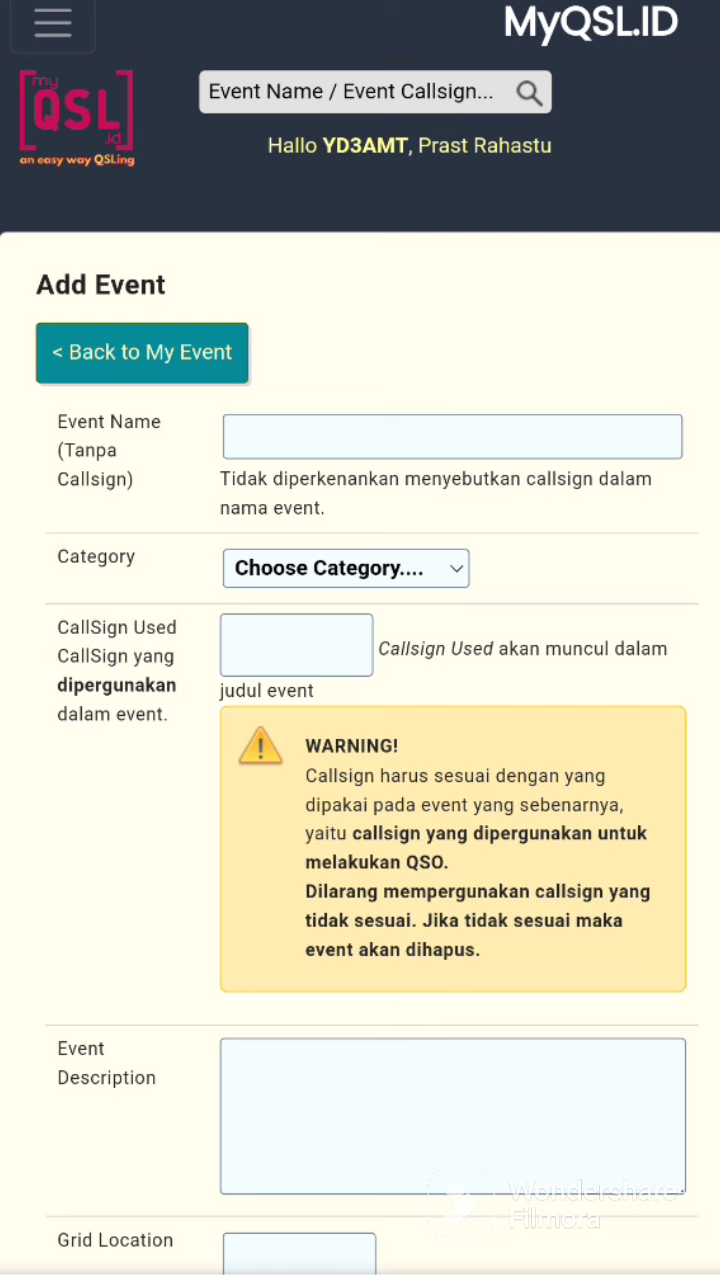 MyQSL.ID
my
QSL
.id
an easy way QSLing
Event Name / Event Callsign...
Hallo YD3AMT, Prast Rahastu
Add Event
< Back to My Event
Event Name
(Tanpa
Callsign)
Tidak diperkenankan menyebutkan callsign dalam
nama event.
Category
Choose Category....
CallSign Used
CallSign yang
dipergunakan
dalam event.
Callsign Used akan muncul dalam
judul event
WARNING!
Callsign harus sesuai dengan yang
dipakai pada event yang sebenarnya,
yaitu callsign yang dipergunakan untuk
melakukan QSO.
Dilarang mempergunakan callsign yang
tidak sesuai. Jika tidak sesuai maka
event akan dihapus.
Event
Description
Wondershare
Filmora
Grid Location